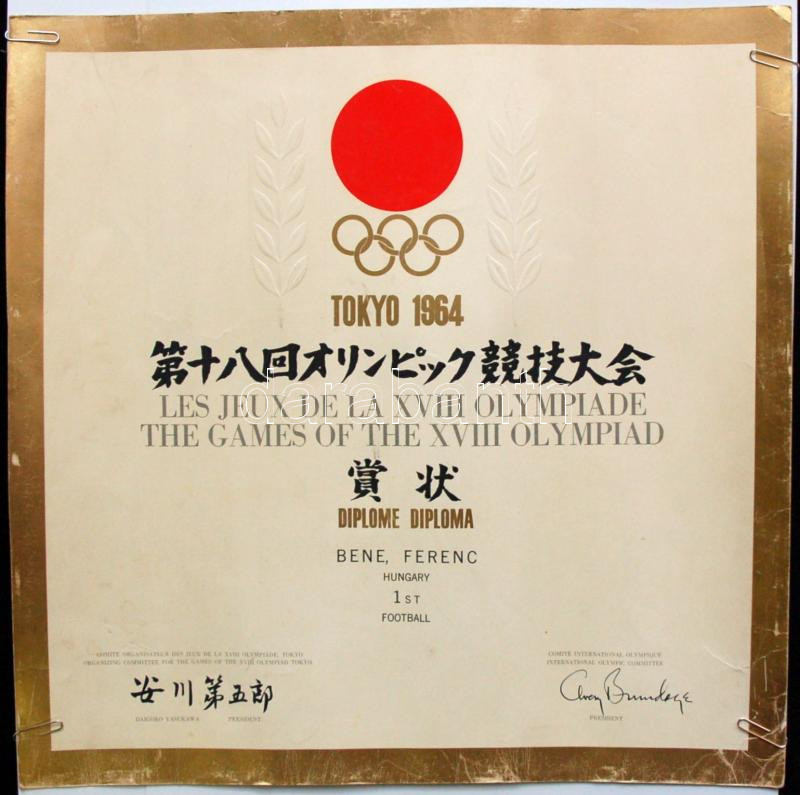 TOKYO 1964
第十八回オリンピック競技大会
LES JEUX DE LA XVIII OLYMPIADE
THE GAMES OF THE XVIII OLYMPIAD
賞状
DIPLOME DIPLOMA
BENE, FERENC
HUNGARY
1ST
FOOTBALL
COMITE ORGANISATEUR DES JEUX DE LA XVIII OLYMPIADE, TOKYO
ORGANIZING COMMITTEE FOR THE GAMES OF THE XVIII OLYMPIAD TOKYO
安川第五郎
DAIGORO YASUKAWA PRESIDENT
COMITÉ INTERNATIONAL OLYMPIQUE
INTERNATIONAL OLYMPIC COMMITTEE
Avery Brundage
PRESIDENT
darabanth